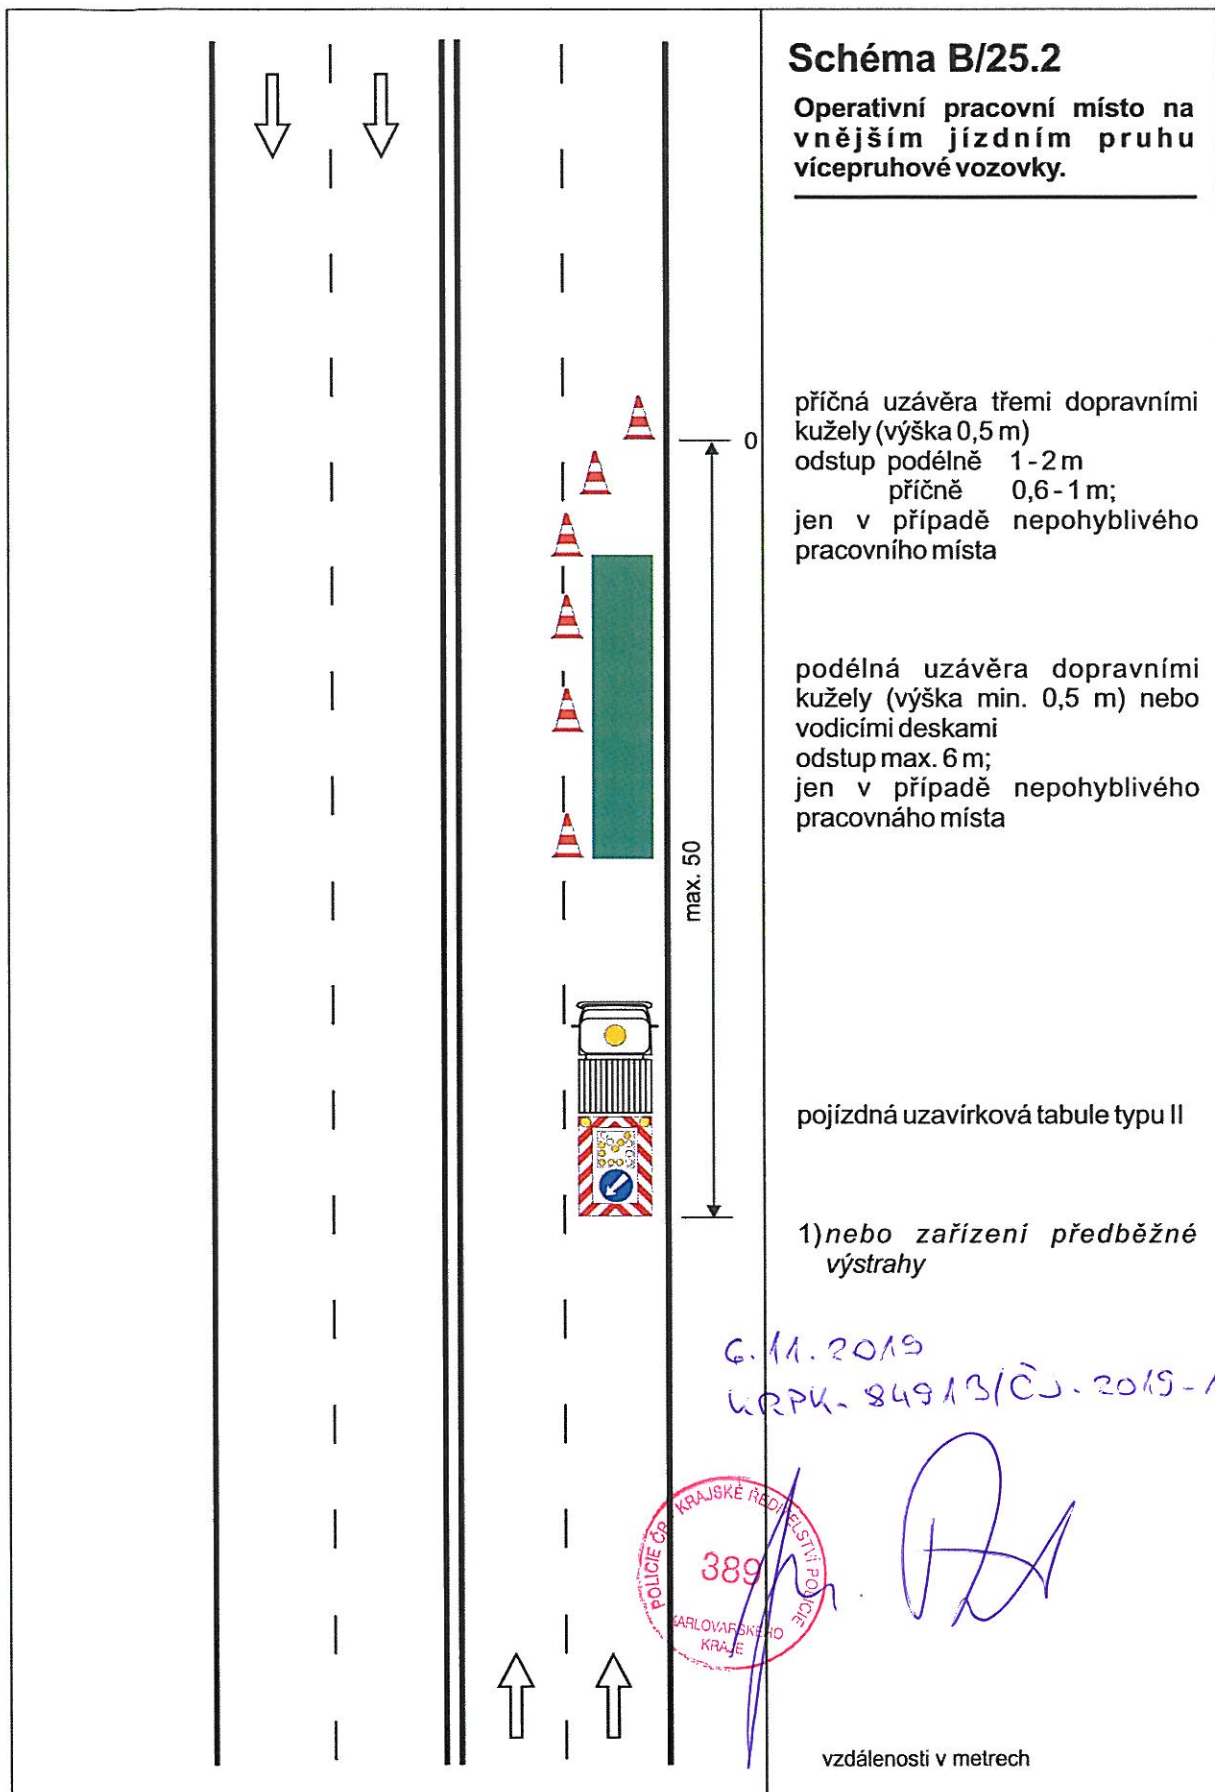 Schéma B/25.2
Operativní pracovní místo na
vnějším jízdním pruhu
vícepruhové vozovky.
příčná uzávěra třemi dopravními
kužely (výška 0,5 m)
odstup podélně 1-2 m
příčně 0,6-1 m;
jen v případě nepohyblivého
pracovního místa
0
podélná uzávěra dopravními
kužely (výška min. 0,5 m) nebo
vodicími deskami
odstup max. 6 m;
jen v případě nepohyblivého
pracovnáho místa
max. 50
pojízdná uzavírková tabule typu II
1) nebo zařízení předběžné
výstrahy
6.11.2019
KRPK-84913/ČJ-2019-1
POLICIE ČR KRAJSKÉ ŘEDITELSTVÍ POLICIE
389
KARLOVARSKÉHO
KRAJE
vzdálenosti v metrech